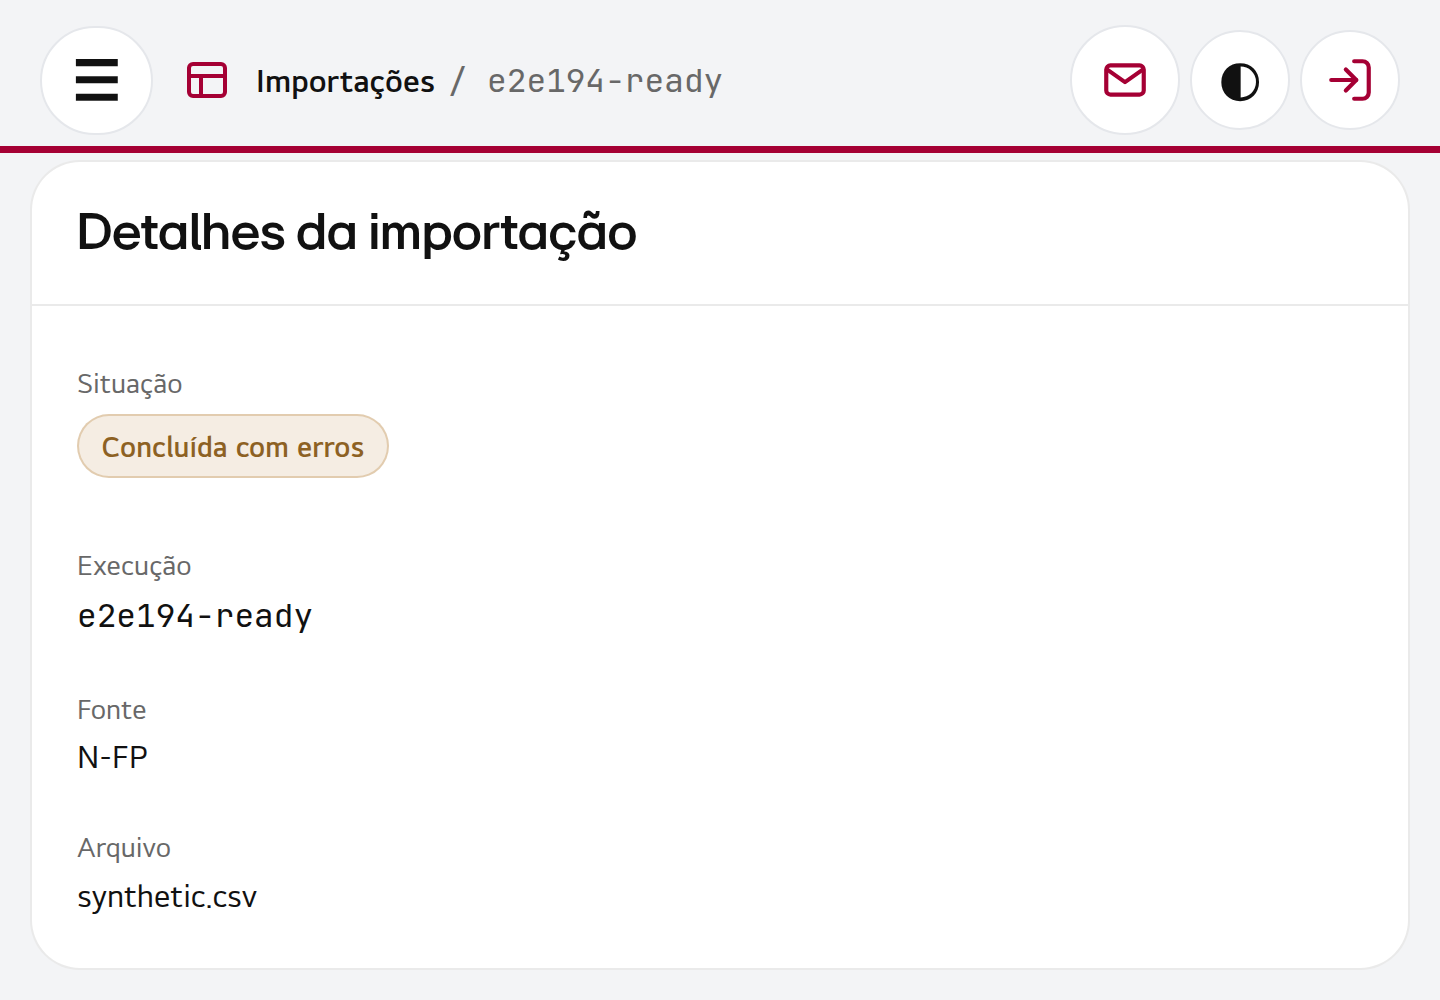 Importações / e2e194-ready
Detalhes da importação
Situação
Concluída com erros
Execução
e2e194-ready
Fonte
N-FP
Arquivo
synthetic.csv